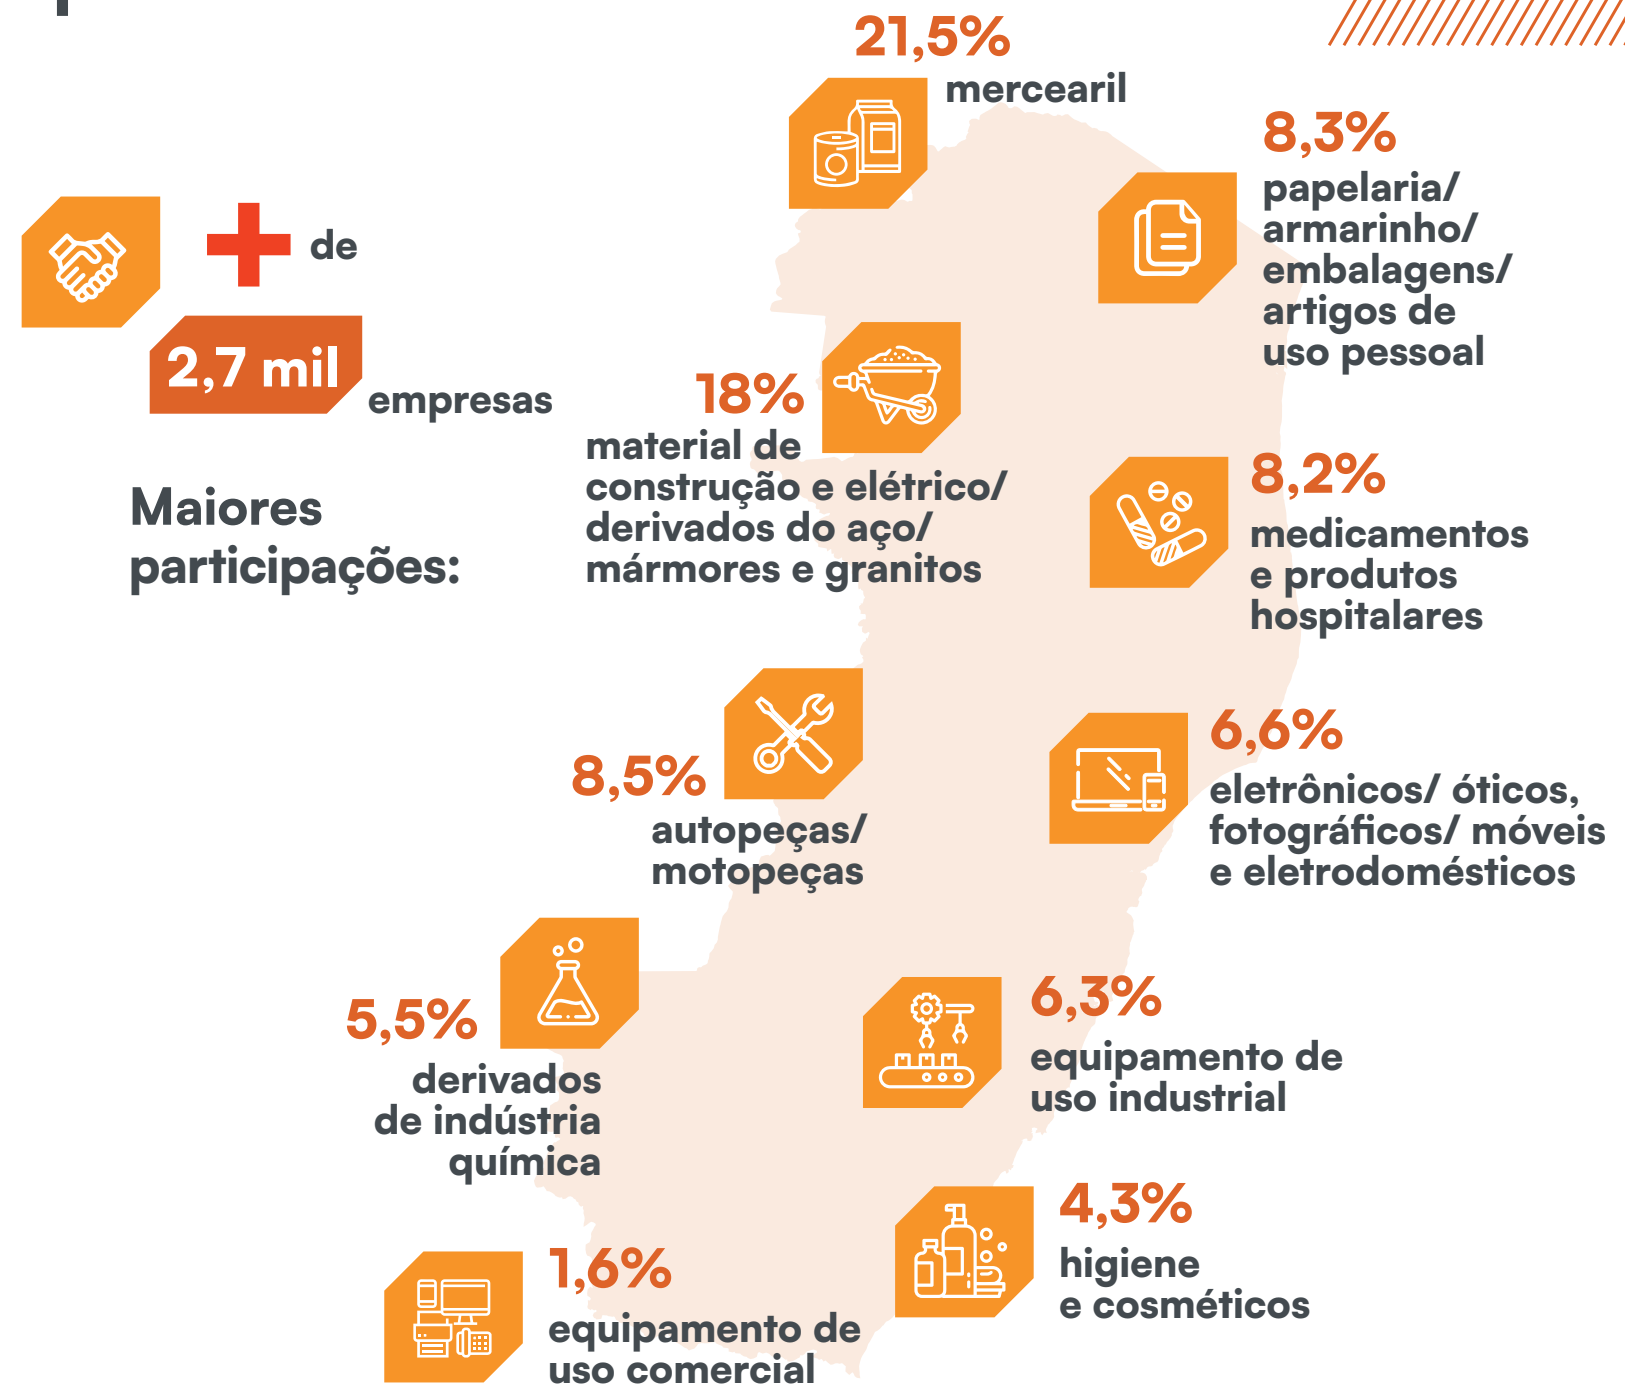 + de
2,7 mil
empresas
Maiores
participações:
21,5%
mercearil
18%
material de
construção e elétrico/
derivados do aço/
mármores e granitos
8,5%
autopeças/
motopeças
5,5%
derivados
de indústria
química
1,6%
equipamento de
uso comercial
8,3%
papelaria/
armarinho/
embalagens/
artigos de
uso pessoal
8,2%
medicamentos
e produtos
hospitalares
6,6%
eletrônicos/ óticos,
fotográficos/ móveis
e eletrodomésticos
6,3%
equipamento de
uso industrial
4,3%
higiene
e cosméticos